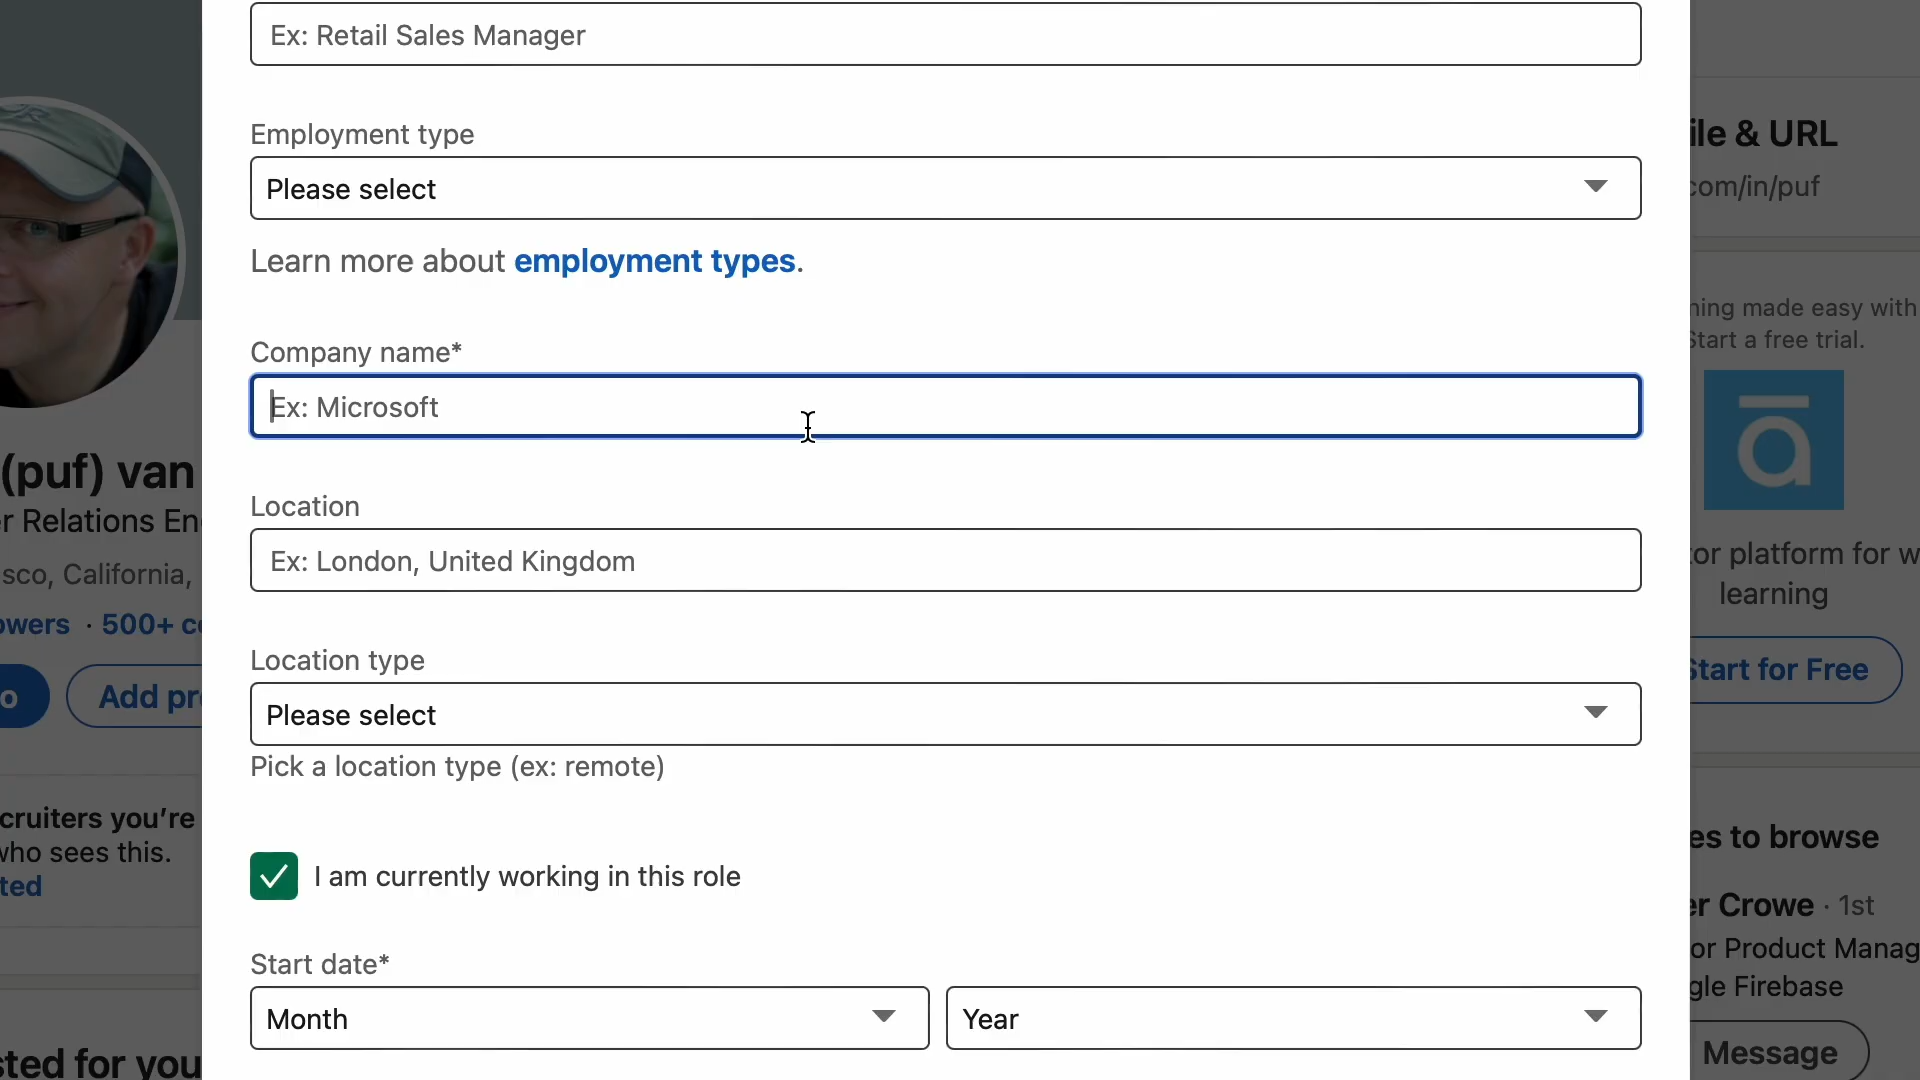 Ex: Retail Sales Manager
Employment type
Please select
Learn more about employment types.
Company name*
Ex: Microsoft
Location
Ex: London, United Kingdom
Location type
Please select
Pick a location type (ex: remote)
I am currently working in this role
Start date*
Month
Year
(puf) van
r Relations En
sco, California,
owers · 500+ c
o
Add pr
cruiters you're
who sees this.
ted
sted for you
ile & URL
com/in/puf
ning made easy with
Start a free trial.
a
or platform for w
learning
Start for Free
es to browse
er Crowe · 1st
or Product Manag
gle Firebase
Message